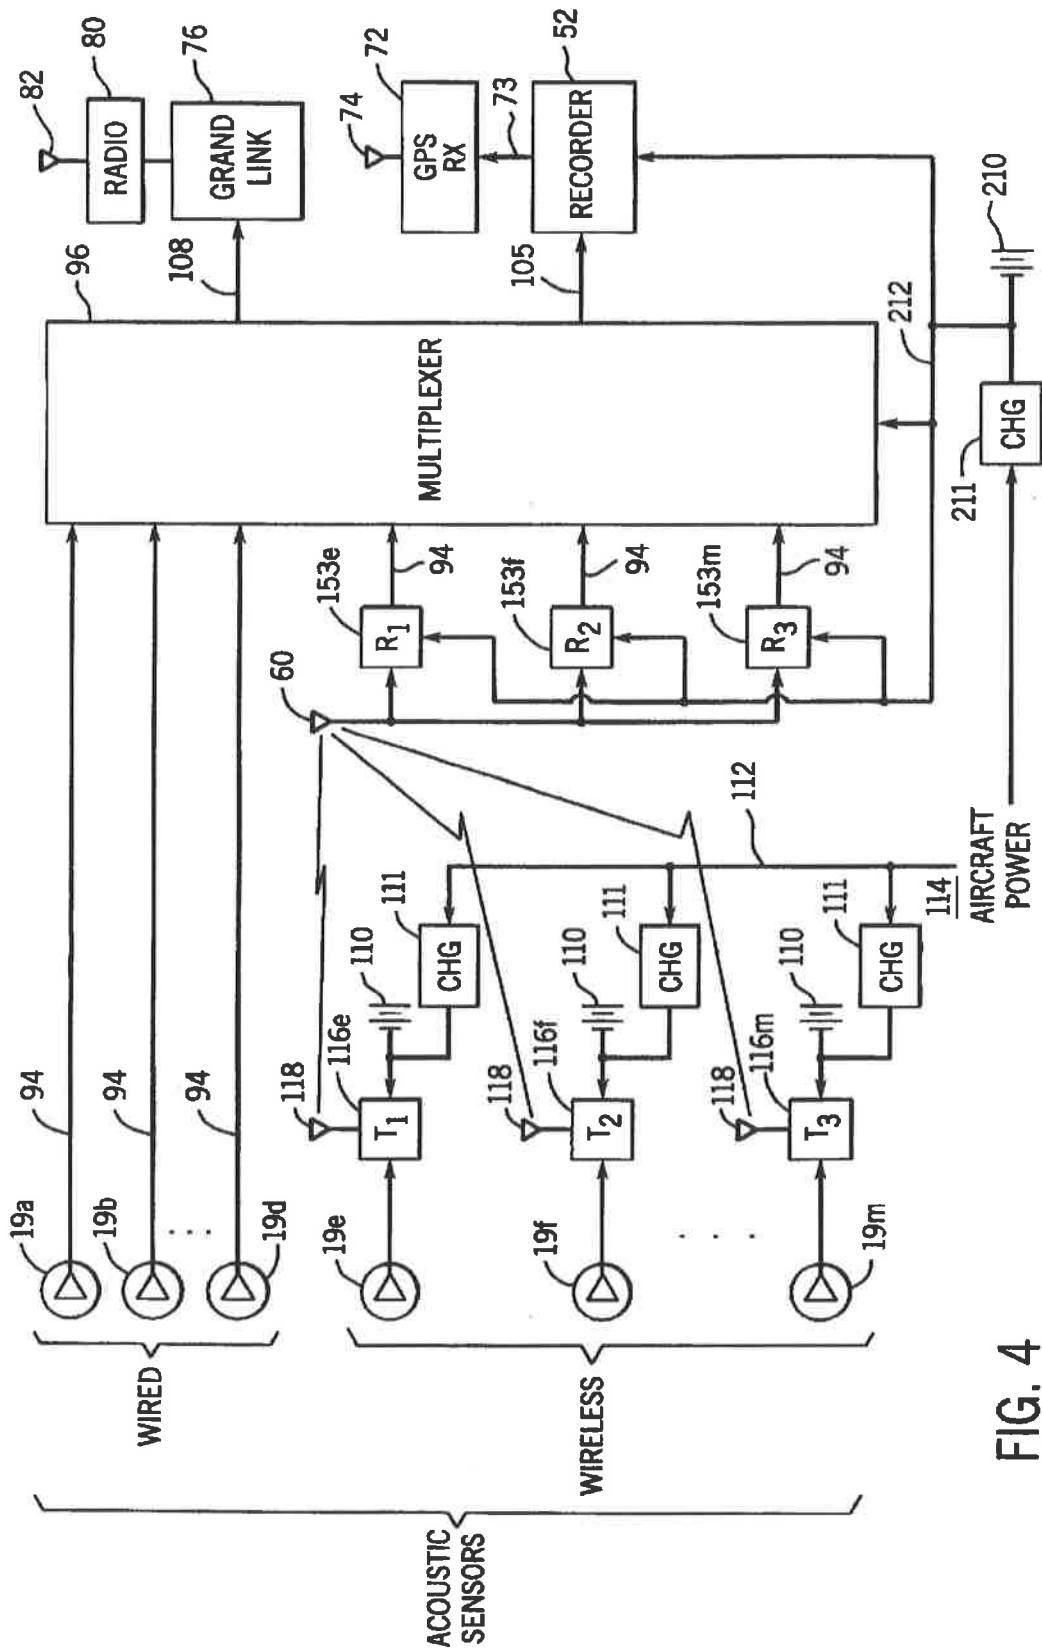 82
80
76
RADIO
GRAND
LINK
108
74
72
GPS
RX
73
52
RECORDER
105
96
MULTIPLEXER
210
212
CHG
211
94
94
94
19a
19b
. . .
19d
WIRED
60
153e
R1
94
153f
R2
94
153m
R3
94
112
114
AIRCRAFT
POWER
118
116e
T1
110
111
CHG
19e
118
116f
T2
110
111
CHG
19f
. . . .
118
116m
T3
110
111
CHG
19m
WIRELESS
ACOUSTIC
SENSORS
FIG. 4